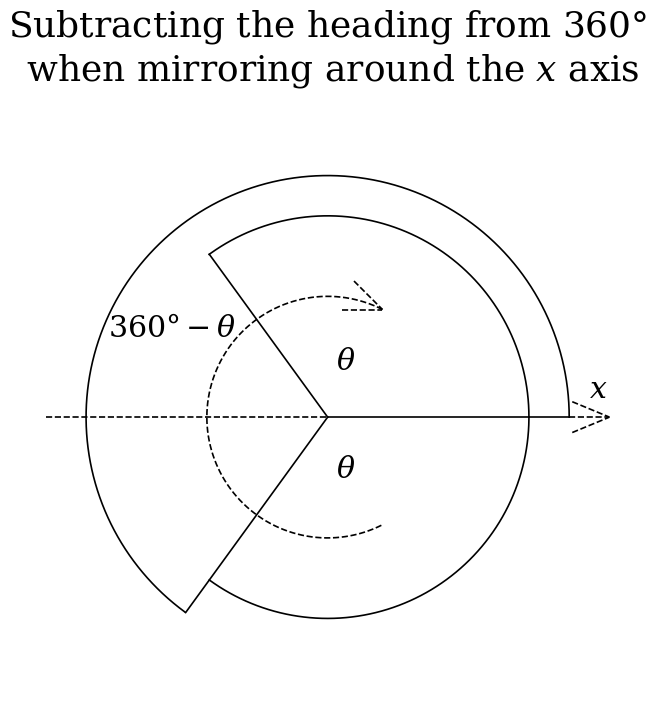 Subtracting the heading from 360°
when mirroring around the x axis
360° − θ
θ
x
θ